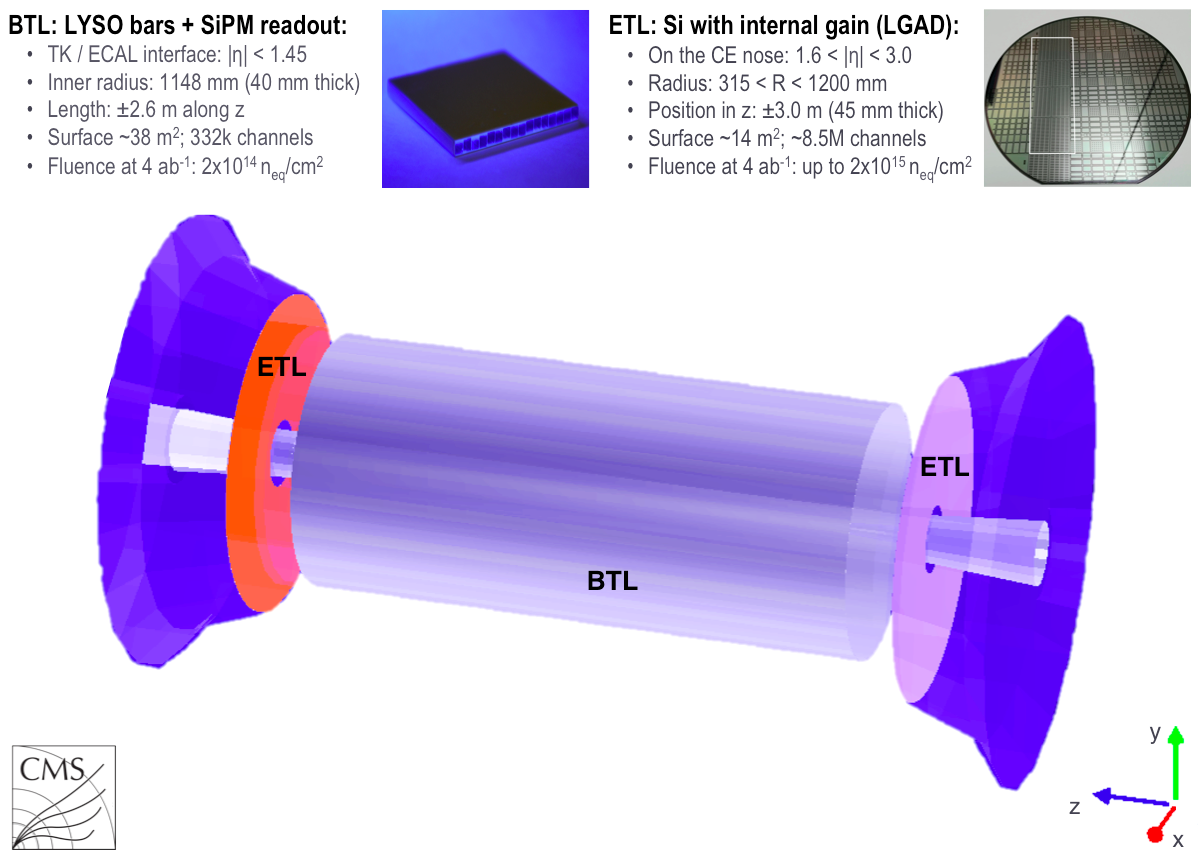 BTL: LYSO bars + SiPM readout:
• TK / ECAL interface: |η| < 1.45
• Inner radius: 1148 mm (40 mm thick)
• Length: ±2.6 m along z
• Surface ~38 m²; 332k channels
• Fluence at 4 ab⁻¹: 2x10¹⁴ n_eq/cm²
ETL: Si with internal gain (LGAD):
• On the CE nose: 1.6 < |η| < 3.0
• Radius: 315 < R < 1200 mm
• Position in z: ±3.0 m (45 mm thick)
• Surface ~14 m²; ~8.5M channels
• Fluence at 4 ab⁻¹: up to 2x10¹⁵ n_eq/cm²
ETL
ETL
BTL
CMS
y
z
x